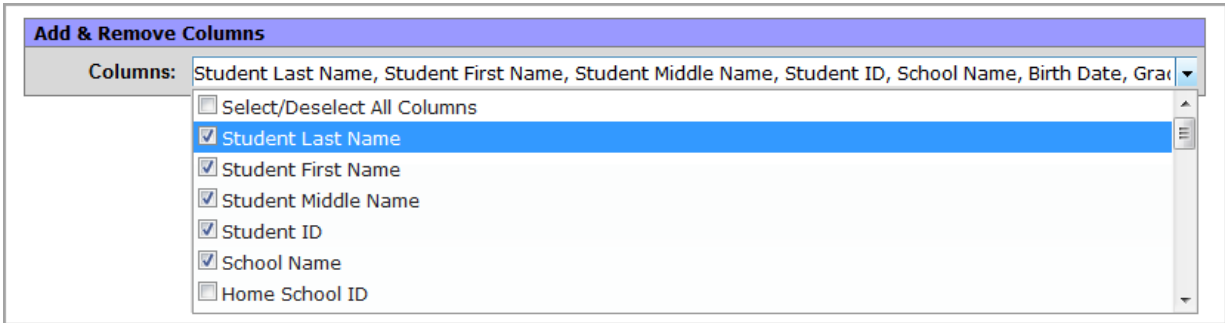 Add & Remove Columns
Columns: Student Last Name, Student First Name, Student Middle Name, Student ID, School Name, Birth Date,
Select/Deselect All Columns
Student Last Name
Student First Name
Student Middle Name
Student ID
School Name
Home School ID